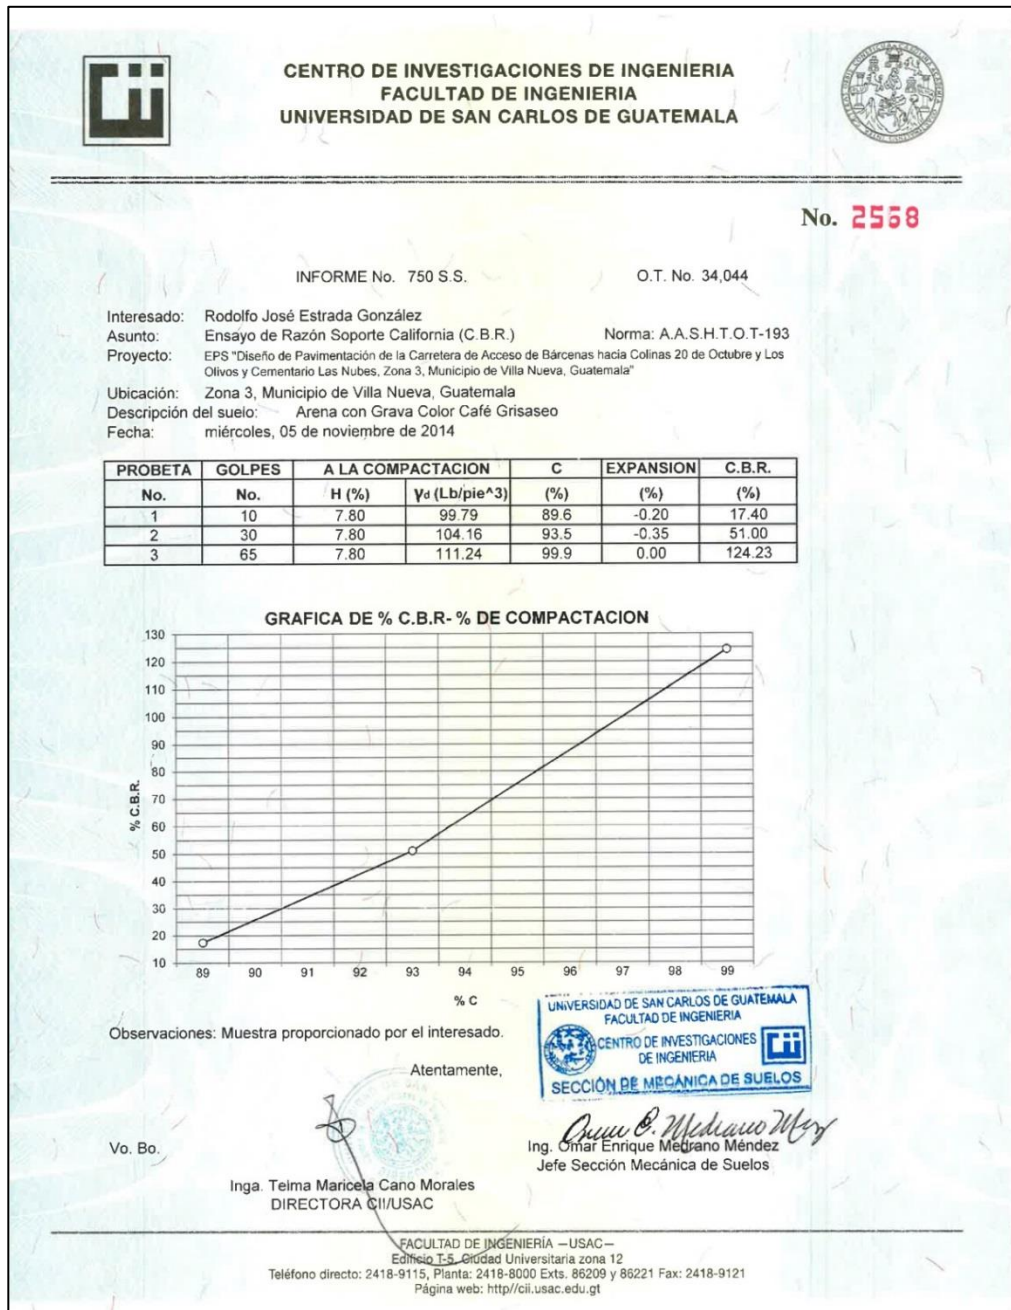 Cii
CENTRO DE INVESTIGACIONES DE INGENIERIA
FACULTAD DE INGENIERIA
UNIVERSIDAD DE SAN CARLOS DE GUATEMALA
No. 2568
INFORME No. 750 S.S. O.T. No. 34,044
Interesado: Rodolfo José Estrada González
Asunto: Ensayo de Razón Soporte California (C.B.R.) Norma: A.A.S.H.T.O.T-193
Proyecto: EPS "Diseño de Pavimentación de la Carretera de Acceso de Bárcenas hacia Colinas 20 de Octubre y Los
Olivos y Cementario Las Nubes, Zona 3, Municipio de Villa Nueva, Guatemala"
Ubicación: Zona 3, Municipio de Villa Nueva, Guatemala
Descripción del suelo: Arena con Grava Color Café Grisaseo
Fecha: miércoles, 05 de noviembre de 2014
PROBETA GOLPES A LA COMPACTACION C EXPANSION C.B.R.
No. No. H (%) γd (Lb/pie^3) (%) (%) (%)
1 10 7.80 99.79 89.6 -0.20 17.40
2 30 7.80 104.16 93.5 -0.35 51.00
3 65 7.80 111.24 99.9 0.00 124.23
GRAFICA DE % C.B.R- % DE COMPACTACION
130
120
110
100
90
80
70
60
50
40
30
20
10
% C.B.R.
89 90 91 92 93 94 95 96 97 98 99
% C
UNIVERSIDAD DE SAN CARLOS DE GUATEMALA
FACULTAD DE INGENIERIA
CENTRO DE INVESTIGACIONES
DE INGENIERIA
Cii
SECCIÓN DE MECÁNICA DE SUELOS
Observaciones: Muestra proporcionado por el interesado.
Atentamente,
Vo. Bo.
Ing. Omar Enrique Medrano Méndez
Jefe Sección Mecánica de Suelos
Inga. Telma Maricela Cano Morales
DIRECTORA CII/USAC
FACULTAD DE INGENIERÍA —USAC—
Edificio T-5, Ciudad Universitaria zona 12
Teléfono directo: 2418-9115, Planta: 2418-8000 Exts. 86209 y 86221 Fax: 2418-9121
Página web: http//cii.usac.edu.gt